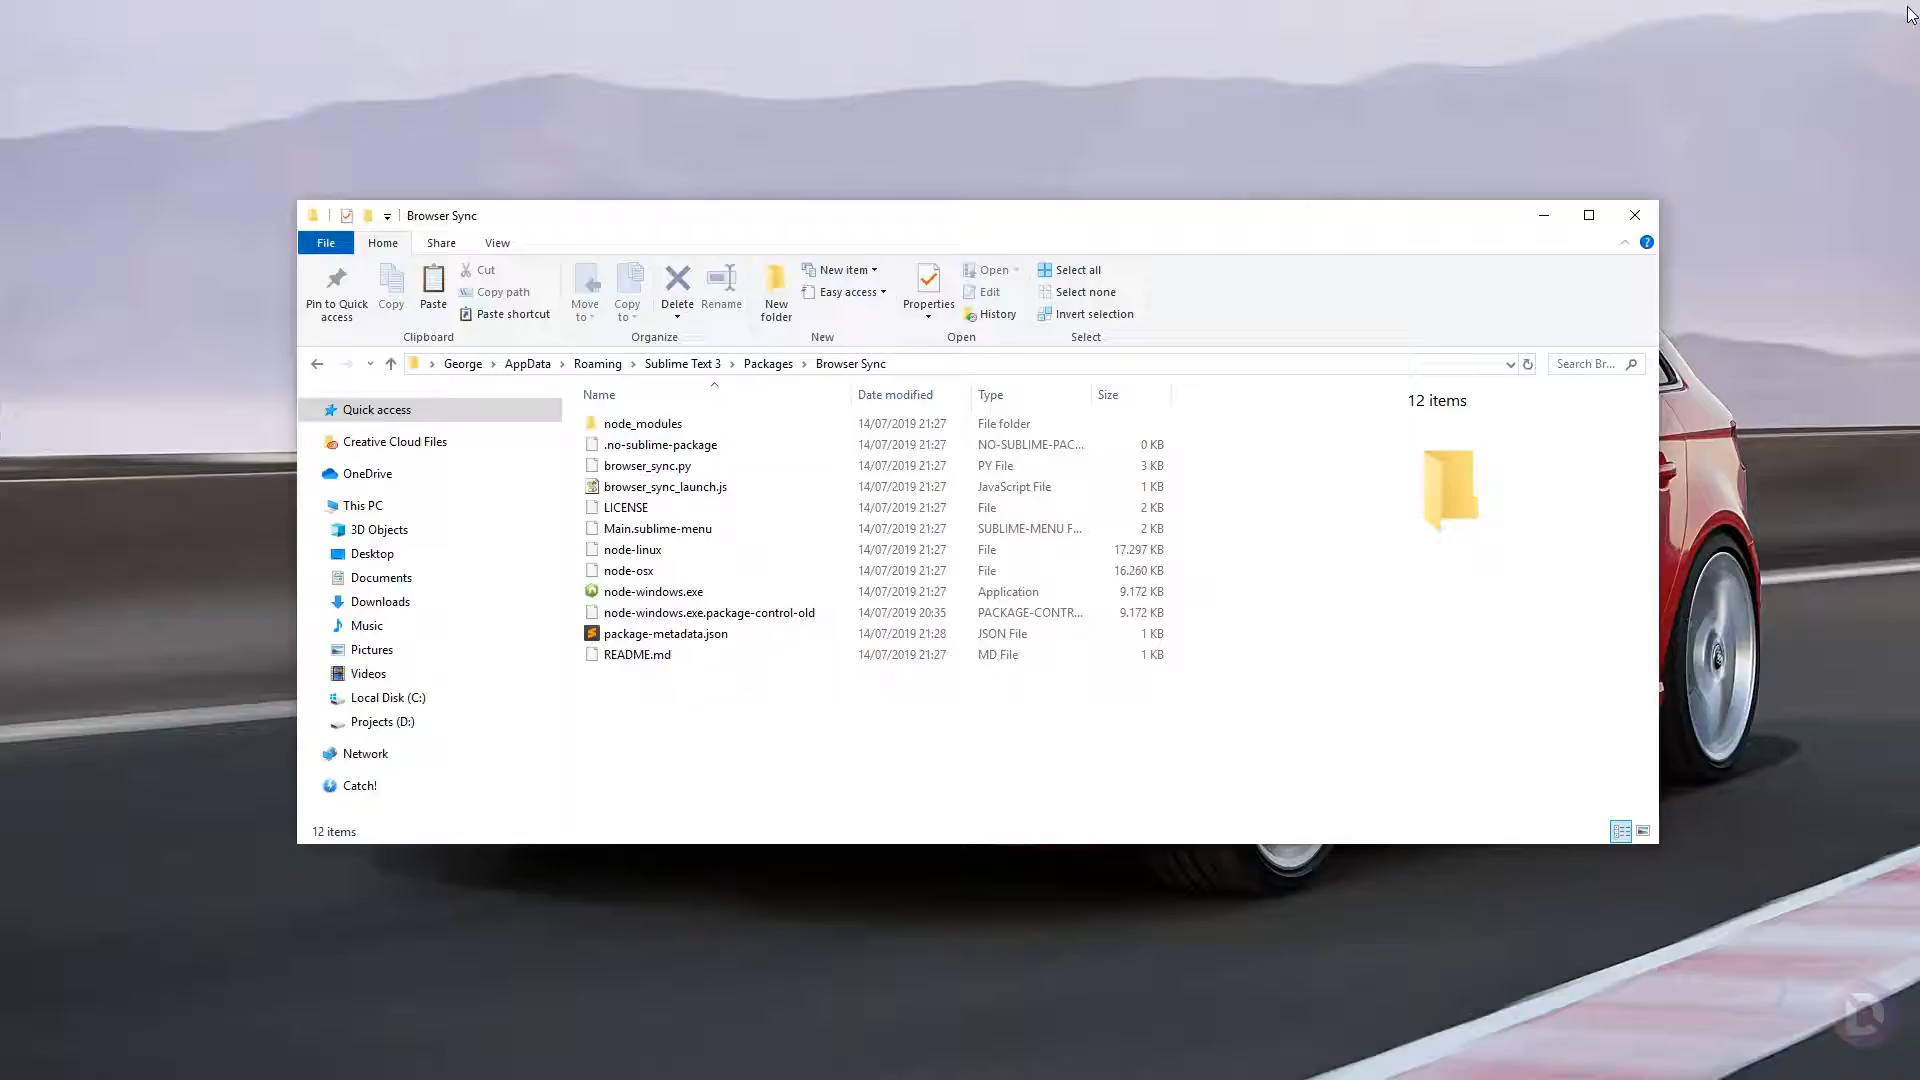 Browser Sync
File Home Share View
Pin to Quick access
Copy
Paste
Cut
Copy path
Paste shortcut
Clipboard
Move to
Copy to
Delete
Rename
Organize
New folder
New item
Easy access
New
Properties
Open
Edit
History
Open
Select all
Select none
Invert selection
Select
George > AppData > Roaming > Sublime Text 3 > Packages > Browser Sync
Search Br...
Quick access
Creative Cloud Files
OneDrive
This PC
3D Objects
Desktop
Documents
Downloads
Music
Pictures
Videos
Local Disk (C:)
Projects (D:)
Network
Catch!
Name Date modified Type Size
node_modules 14/07/2019 21:27 File folder
.no-sublime-package 14/07/2019 21:27 NO-SUBLIME-PAC... 0 KB
browser_sync.py 14/07/2019 21:27 PY File 3 KB
browser_sync_launch.js 14/07/2019 21:27 JavaScript File 1 KB
LICENSE 14/07/2019 21:27 File 2 KB
Main.sublime-menu 14/07/2019 21:27 SUBLIME-MENU F... 2 KB
node-linux 14/07/2019 21:27 File 17.297 KB
node-osx 14/07/2019 21:27 File 16.260 KB
node-windows.exe 14/07/2019 21:27 Application 9.172 KB
node-windows.exe.package-control-old 14/07/2019 20:35 PACKAGE-CONTR... 9.172 KB
package-metadata.json 14/07/2019 21:28 JSON File 1 KB
README.md 14/07/2019 21:27 MD File 1 KB
12 items
12 items